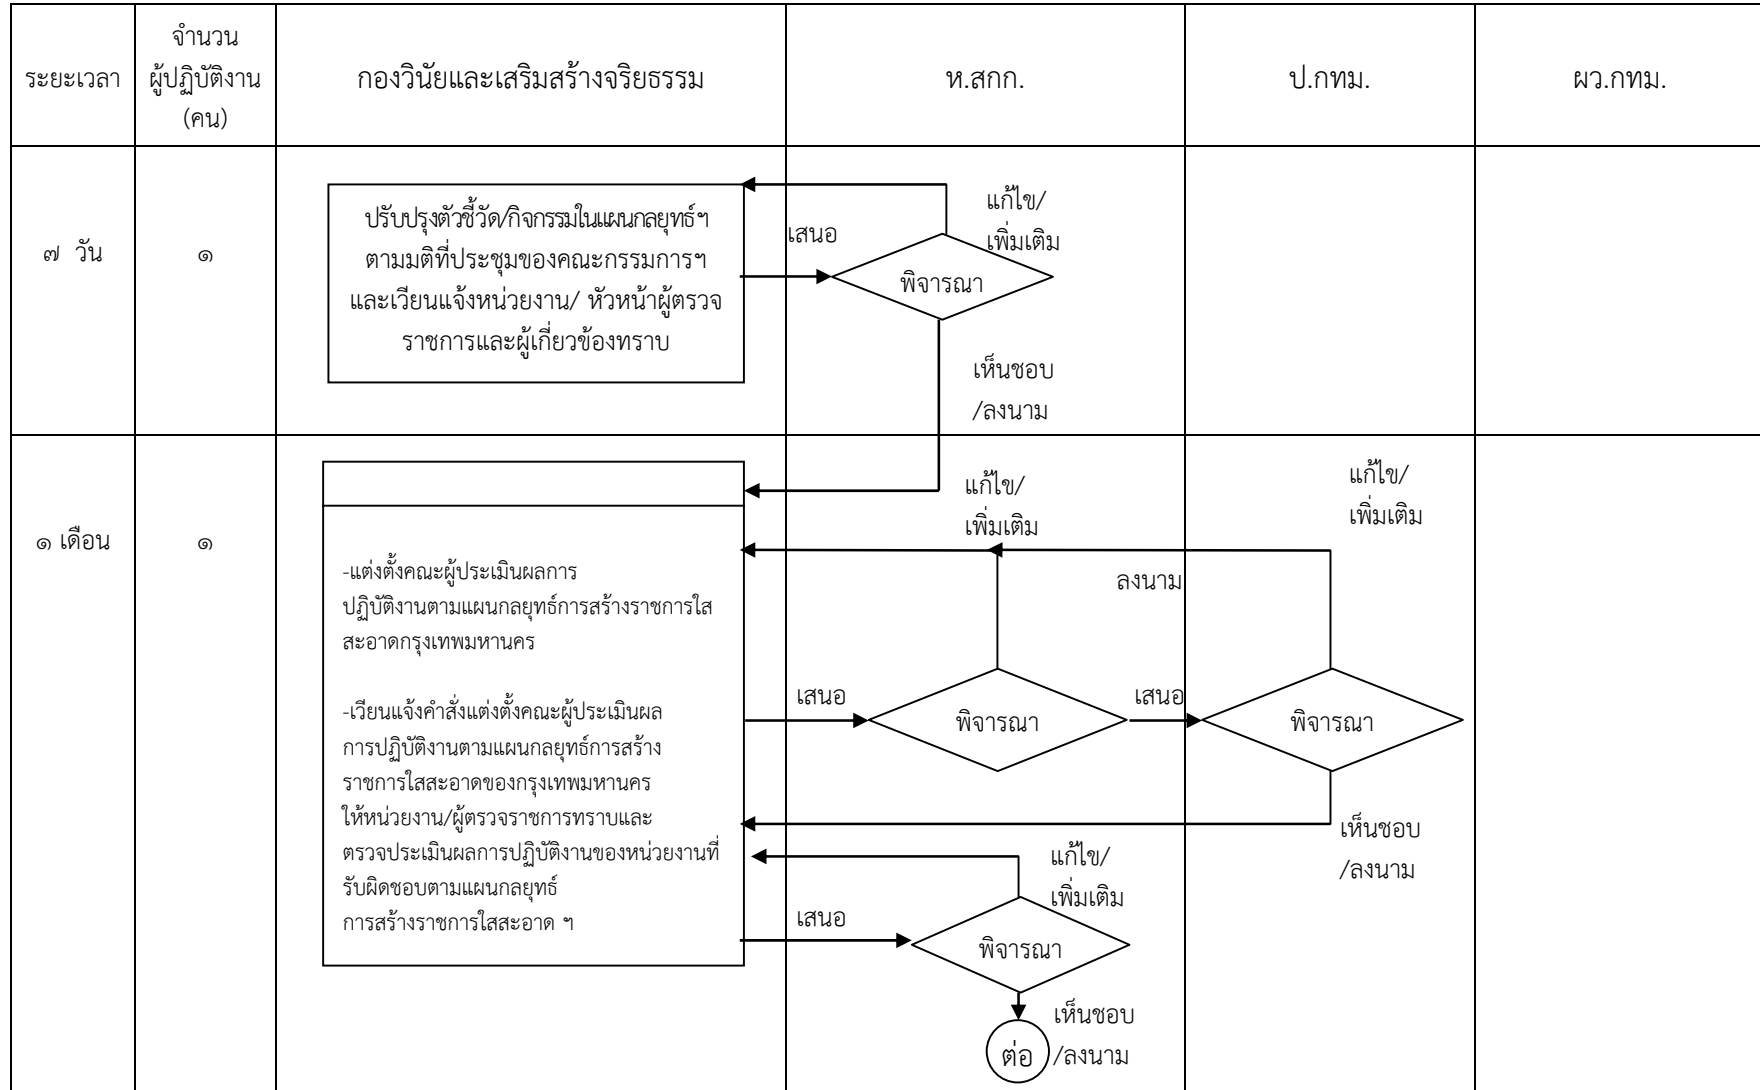 ระยะเวลา
จำนวน
ผู้ปฏิบัติงาน
(คน)
กองวินัยและเสริมสร้างจริยธรรม
ห.สกก.
ป.กทม.
ผว.กทม.
๗ วัน
๑
ปรับปรุงตัวชี้วัด/กิจกรรมในแผนกลยุทธ์ฯ
ตามมติที่ประชุมของคณะกรรมการฯ
และเวียนแจ้งหน่วยงาน/ หัวหน้าผู้ตรวจ
ราชการและผู้เกี่ยวข้องทราบ
เสนอ
พิจารณา
แก้ไข/
เพิ่มเติม
เห็นชอบ
/ลงนาม
๑ เดือน
๑
-แต่งตั้งคณะผู้ประเมินผลการ
ปฏิบัติงานตามแผนกลยุทธ์การสร้างราชการใส
สะอาดกรุงเทพมหานคร
-เวียนแจ้งคำสั่งแต่งตั้งคณะผู้ประเมินผล
การปฏิบัติงานตามแผนกลยุทธ์การสร้าง
ราชการใสสะอาดของกรุงเทพมหานคร
ให้หน่วยงาน/ผู้ตรวจราชการทราบและ
ตรวจประเมินผลการปฏิบัติงานของหน่วยงานที่
รับผิดชอบตามแผนกลยุทธ์
การสร้างราชการใสสะอาด ฯ
แก้ไข/
เพิ่มเติม
เสนอ
พิจารณา
ลงนาม
เสนอ
แก้ไข/
เพิ่มเติม
พิจารณา
เห็นชอบ
/ลงนาม
เสนอ
แก้ไข/
เพิ่มเติม
พิจารณา
เห็นชอบ
/ลงนาม
ต่อ